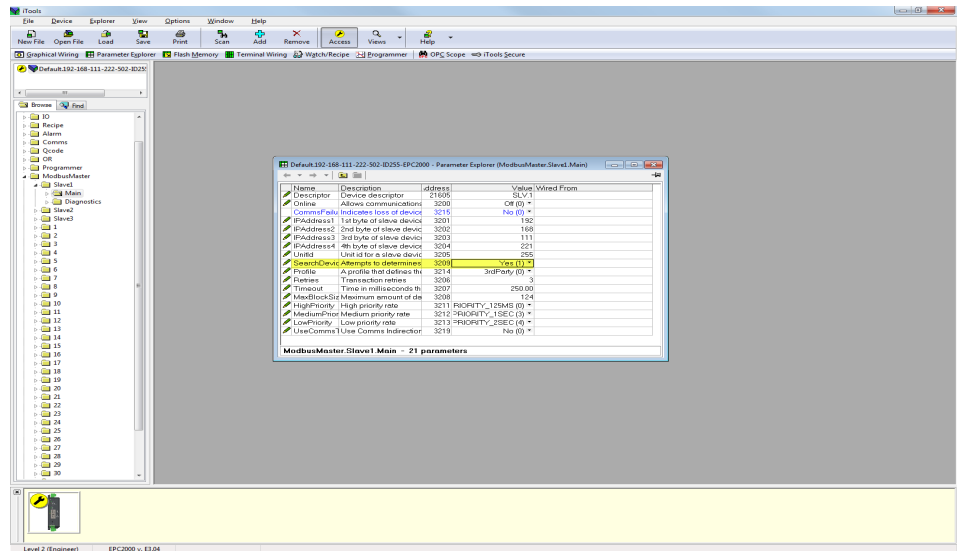 iTools
File Device Explorer View Options Window Help
New File Open File Load Save Print Scan Add Remove Access Views Help
Graphical Wiring Parameter Explorer Flash Memory Terminal Wiring Watch/Recipe Programmer OPC Scope iTools Secure
Default.192-168-111-222-502-ID255
Browse Find
IO
Recipe
Alarm
Comms
Qcode
OR
Programmer
ModbusMaster
Slave1
Main
Diagnostics
Slave2
Slave3
1
2
3
4
5
6
7
8
9
10
11
12
13
14
15
16
17
18
19
20
21
22
23
24
25
26
27
28
29
30
Default.192-168-111-222-502-ID255-EPC2000 - Parameter Explorer (ModbusMaster.Slave1.Main)
Name Description Address Value Wired From
Descriptor Device descriptor 21605 SLV.1
Online Allows communications 3200 Off (0)
CommsFailu Indicates loss of device 3215 No (0)
IPAddress1 1st byte of slave devic 3201 192
IPAddress2 2nd byte of slave devic 3202 168
IPAddress3 3rd byte of slave device 3203 111
IPAddress4 4th byte of slave device 3204 221
UnitId Unit id for a slave devic 3205 255
SearchDevic Attempts to determines 3209 Yes (1)
Profile A profile that defines the 3214 3rdParty (0)
Retries Transaction retries 3206 3
Timeout Time in milliseconds th 3207 250.00
MaxBlockSiz Maximum amount of da 3208 124
HighPriority High priority rate 3211 RIORITY_125MS (0)
MediumPrior Medium priority rate 3212 PRIORITY_1SEC (3)
LowPriority Low priority rate 3213 PRIORITY_2SEC (4)
UseCommsT Use Comms Indirection 3219 No (0)
ModbusMaster.Slave1.Main - 21 parameters
Level 2 (Engineer) EPC2000 v. E3.04